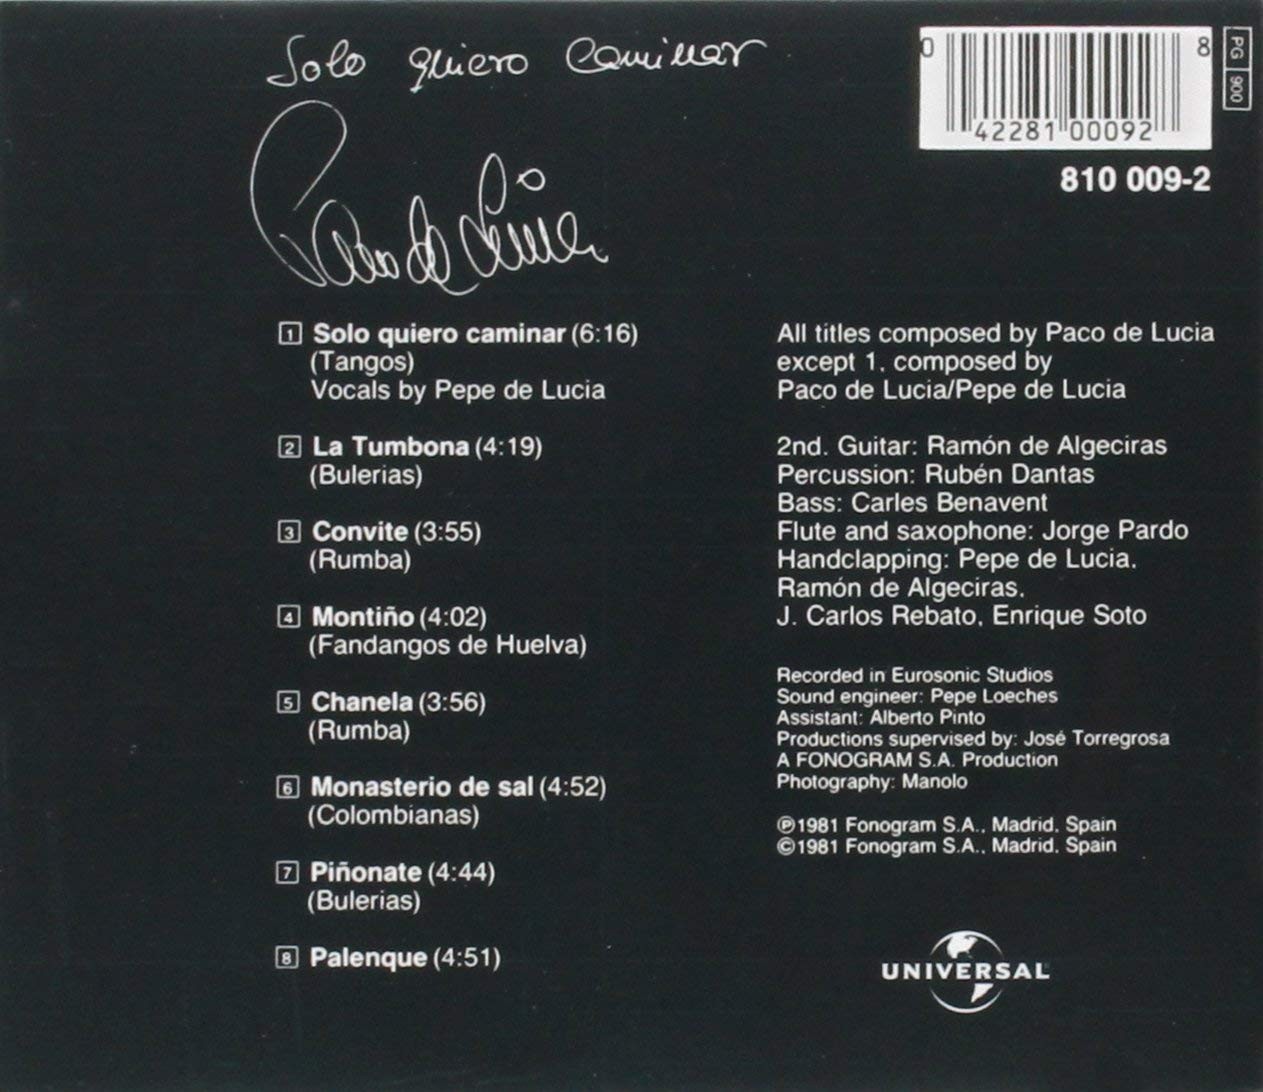 Solo quiero caminar
Paco de Lucia
0 42281 00092 8
PG 900
810 009-2
1 Solo quiero caminar (6:16)
(Tangos)
Vocals by Pepe de Lucia
2 La Tumbona (4:19)
(Bulerias)
3 Convite (3:55)
(Rumba)
4 Montiño (4:02)
(Fandangos de Huelva)
5 Chanela (3:56)
(Rumba)
6 Monasterio de sal (4:52)
(Colombianas)
7 Piñonate (4:44)
(Bulerias)
8 Palenque (4:51)
All titles composed by Paco de Lucia
except 1, composed by
Paco de Lucia/Pepe de Lucia
2nd. Guitar: Ramón de Algeciras
Percussion: Rubén Dantas
Bass: Carles Benavent
Flute and saxophone: Jorge Pardo
Handclapping: Pepe de Lucia,
Ramón de Algeciras,
J. Carlos Rebato, Enrique Soto
Recorded in Eurosonic Studios
Sound engineer: Pepe Loeches
Assistant: Alberto Pinto
Productions supervised by: José Torregrosa
A FONOGRAM S.A. Production
Photography: Manolo
℗1981 Fonogram S.A., Madrid, Spain
©1981 Fonogram S.A., Madrid, Spain
UNIVERSAL